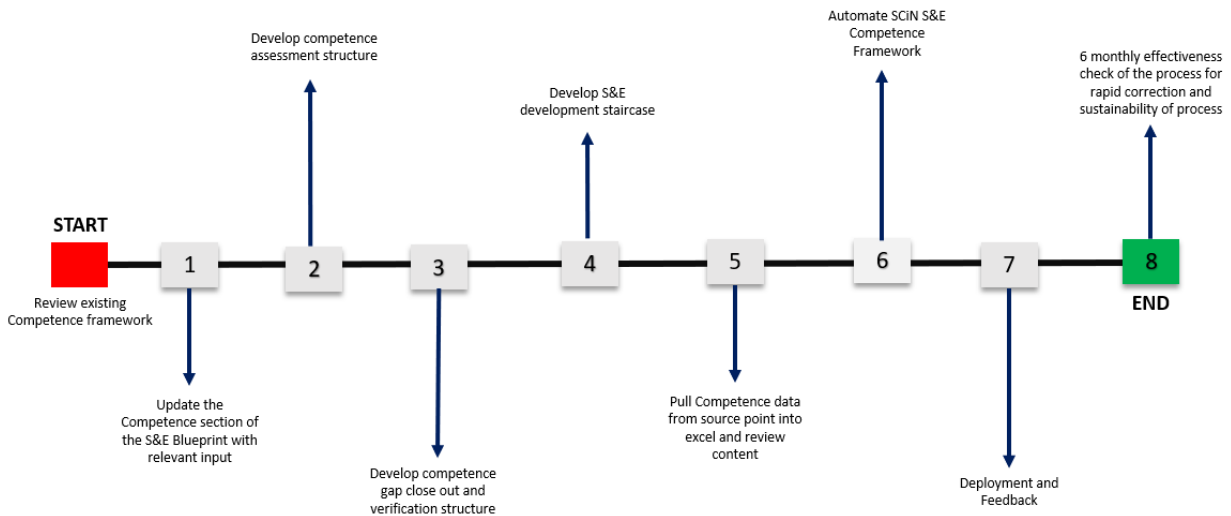 START
Review existing
Competence framework
1
Update the
Competence section of
the S&E Blueprint with
relevant input
2
Develop competence
assessment structure
3
Develop competence
gap close out and
verification structure
4
Develop S&E
development staircase
5
Pull Competence data
from source point into
excel and review
content
6
Automate SCiN S&E
Competence
Framework
7
Deployment and
Feedback
8
END
6 monthly effectiveness
check of the process for
rapid correction and
sustainability of process